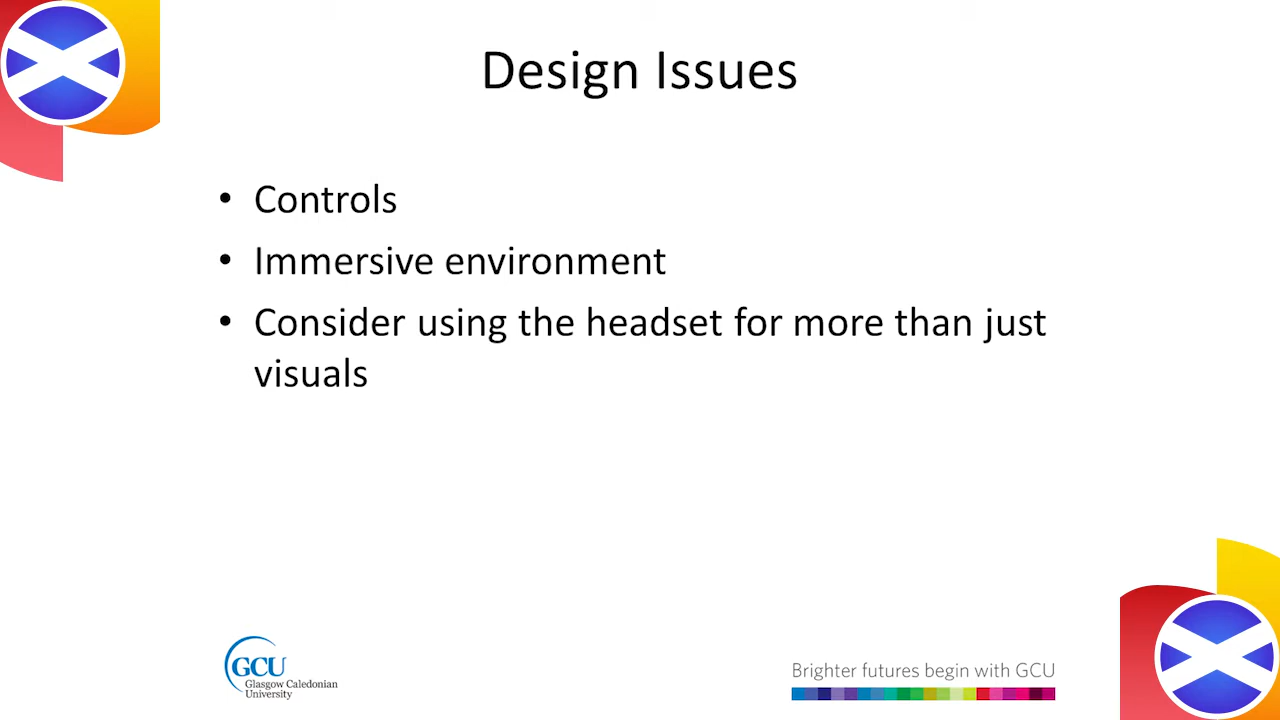 Design Issues
• Controls
• Immersive environment
• Consider using the headset for more than just
visuals
GCU
Glasgow Caledonian
University
Brighter futures begin with GCU